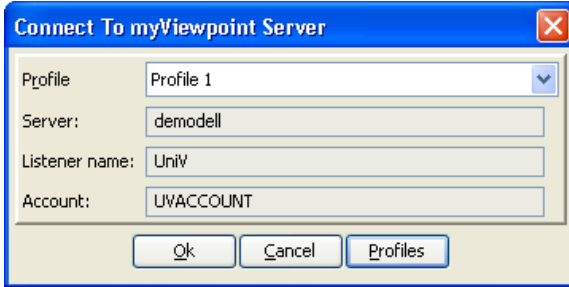 Connect To myViewpoint Server
Profile Profile 1
Server: demodell
Listener name: UniV
Account: UVACCOUNT
Ok Cancel Profiles